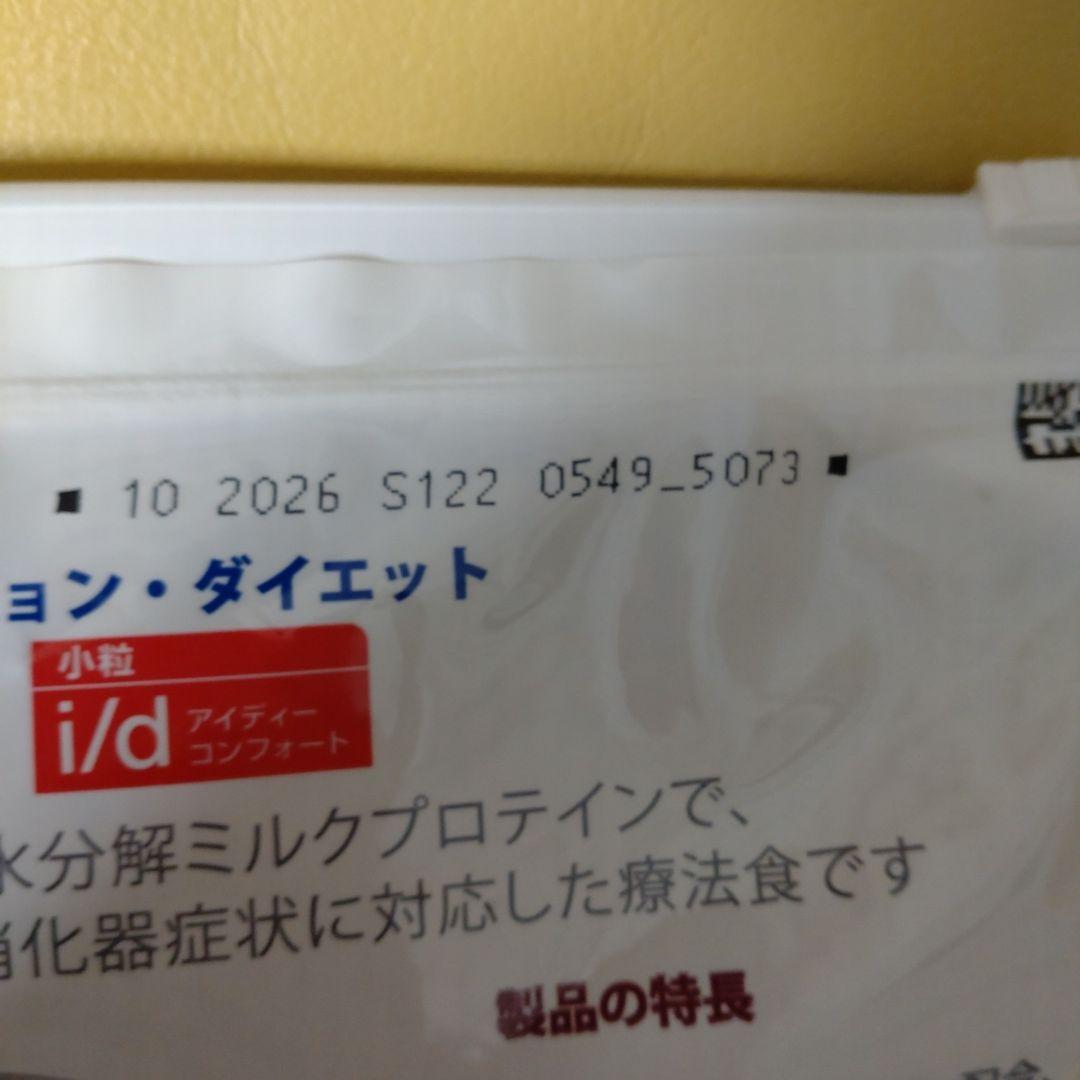 10 2026 S122 0549_5073
ョン・ダイエット
小粒
i/d アイディー
コンフォート
水分解ミルクプロテインで、
消化器症状に対応した療法食です
製品の特長